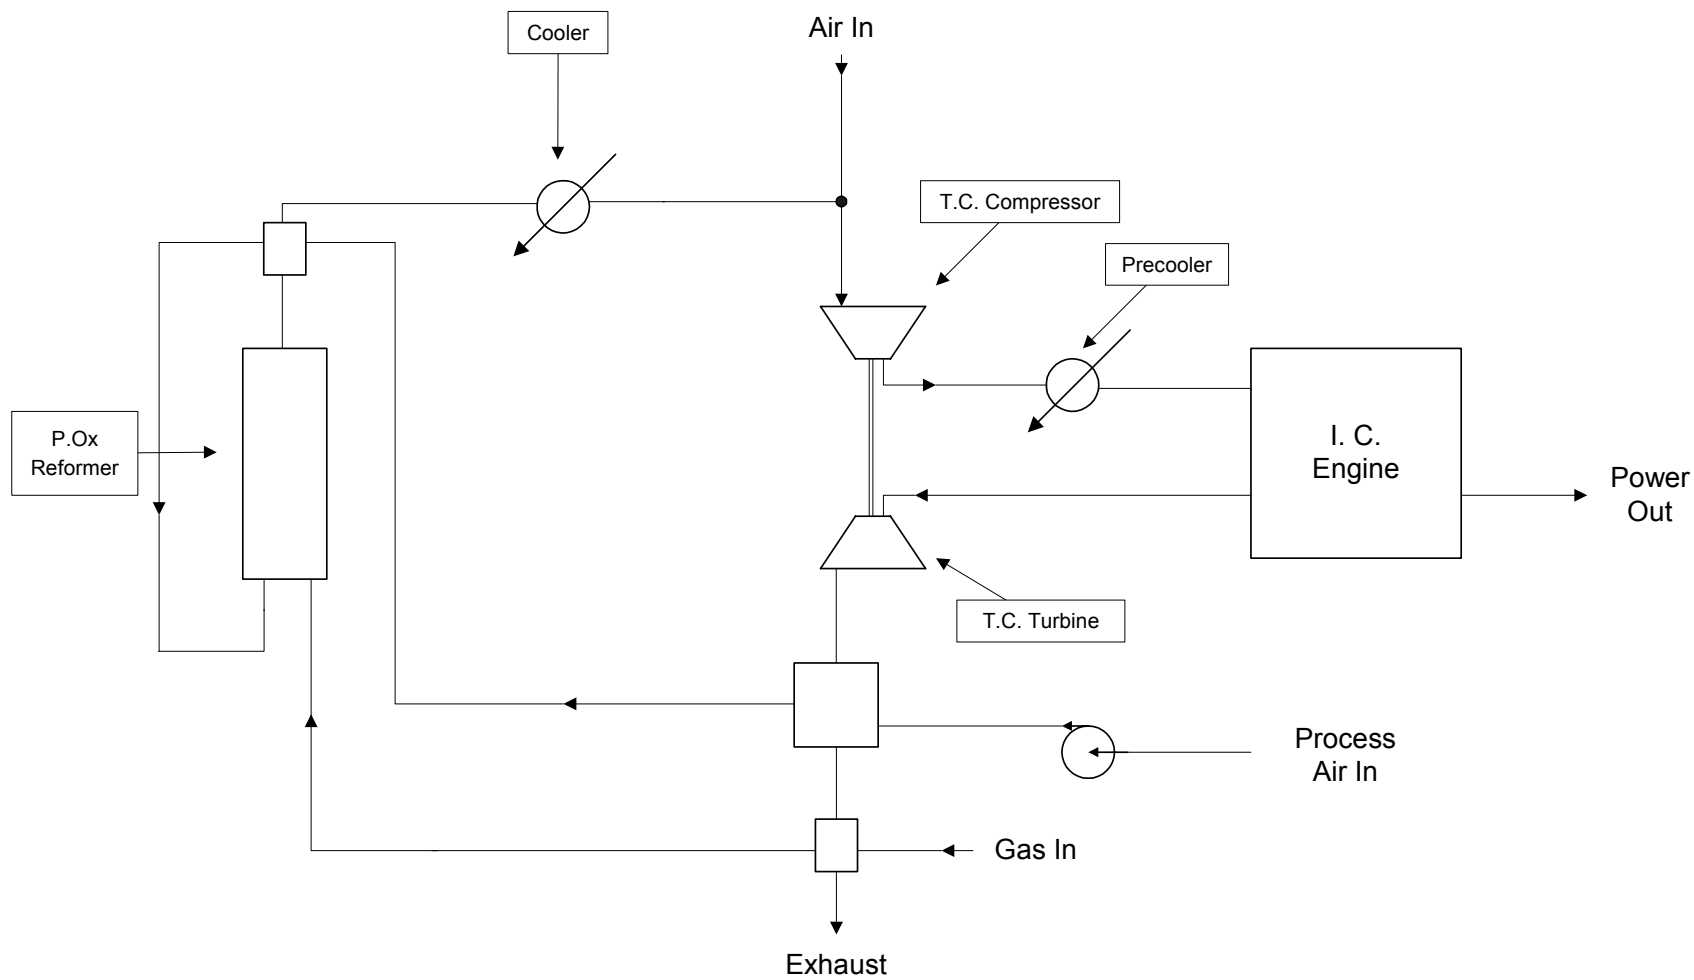 Cooler
Air In
T.C. Compressor
Precooler
P.Ox
Reformer
I. C.
Engine
Power
Out
T.C. Turbine
Process
Air In
Gas In
Exhaust